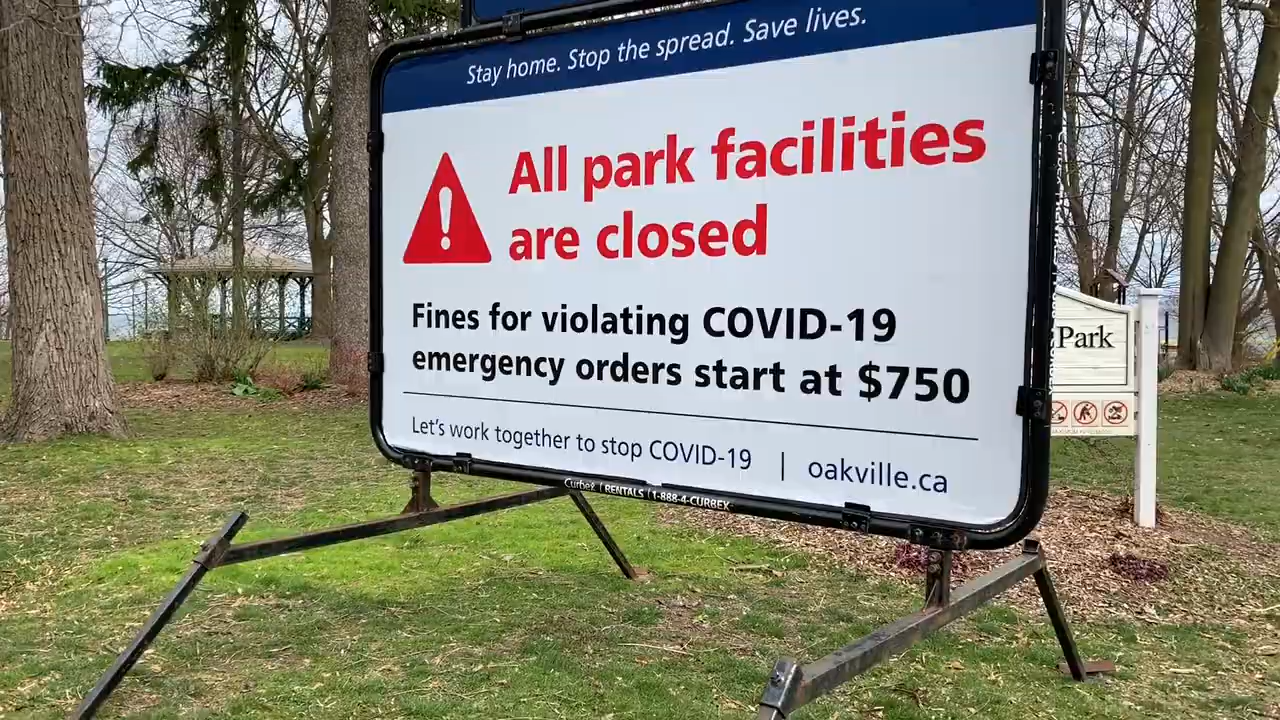 Stay home. Stop the spread. Save lives.
All park facilities
are closed
Fines for violating COVID-19
emergency orders start at $750
Let's work together to stop COVID-19 | oakville.ca
Curbex | RENTALS | 1-888-4-CURBEX
Park